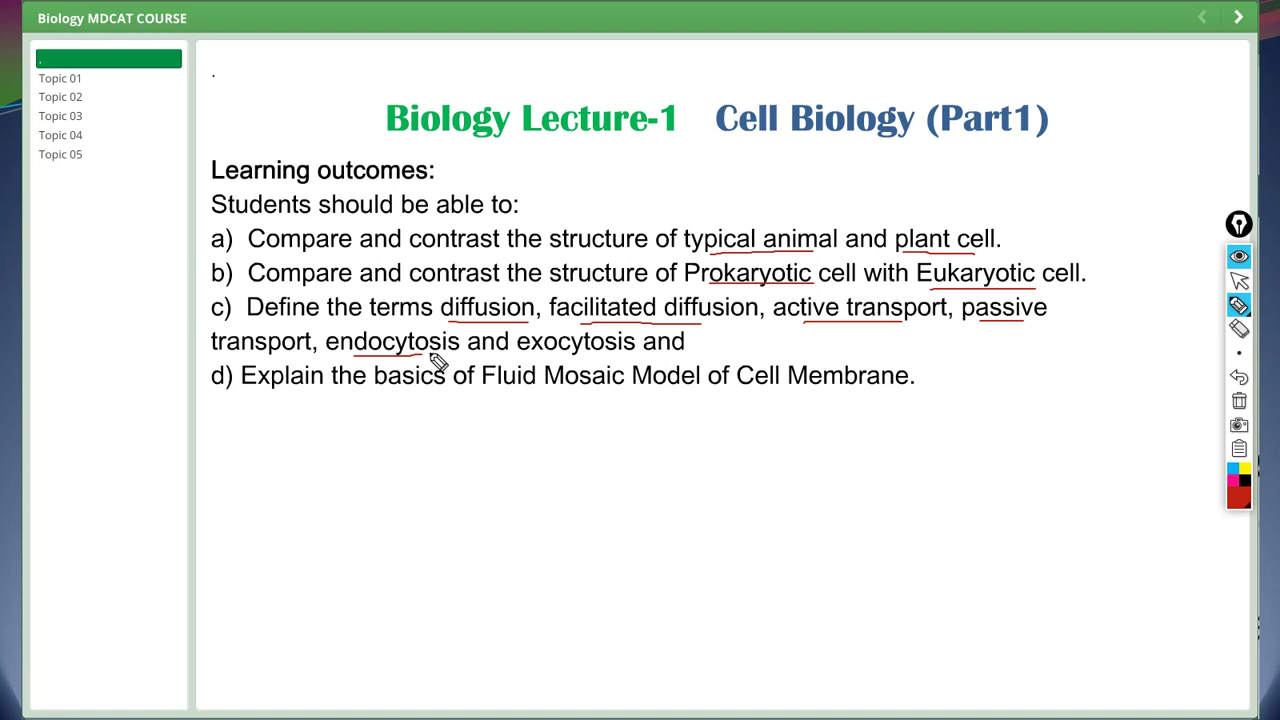 Biology MDCAT COURSE
.
Topic 01
Topic 02
Topic 03
Topic 04
Topic 05
.
Biology Lecture-1 Cell Biology (Part1)
Learning outcomes:
Students should be able to:
a) Compare and contrast the structure of typical animal and plant cell.
b) Compare and contrast the structure of Prokaryotic cell with Eukaryotic cell.
c) Define the terms diffusion, facilitated diffusion, active transport, passive
transport, endocytosis and exocytosis and
d) Explain the basics of Fluid Mosaic Model of Cell Membrane.